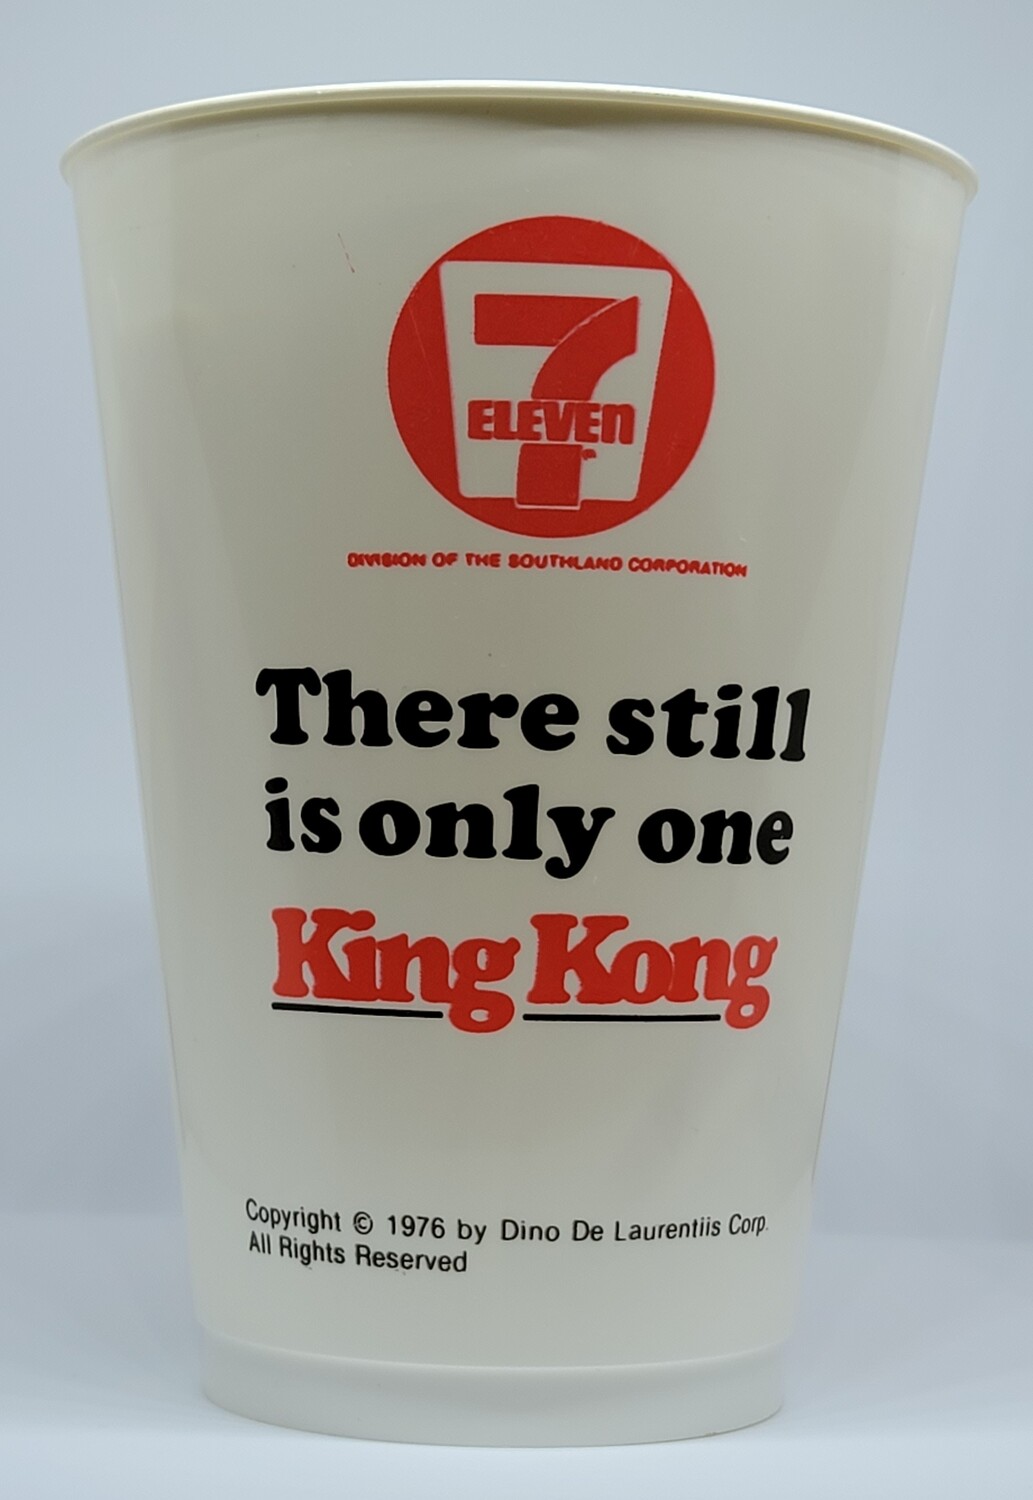 7
ELEVEN
DIVISION OF THE SOUTHLAND CORPORATION
There still
is only one
King Kong
Copyright © 1976 by Dino De Laurentiis Corp.
All Rights Reserved